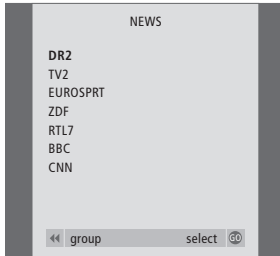 NEWS
DR2
TV2
EUROSPRT
ZDF
RTL7
BBC
CNN
group select GO